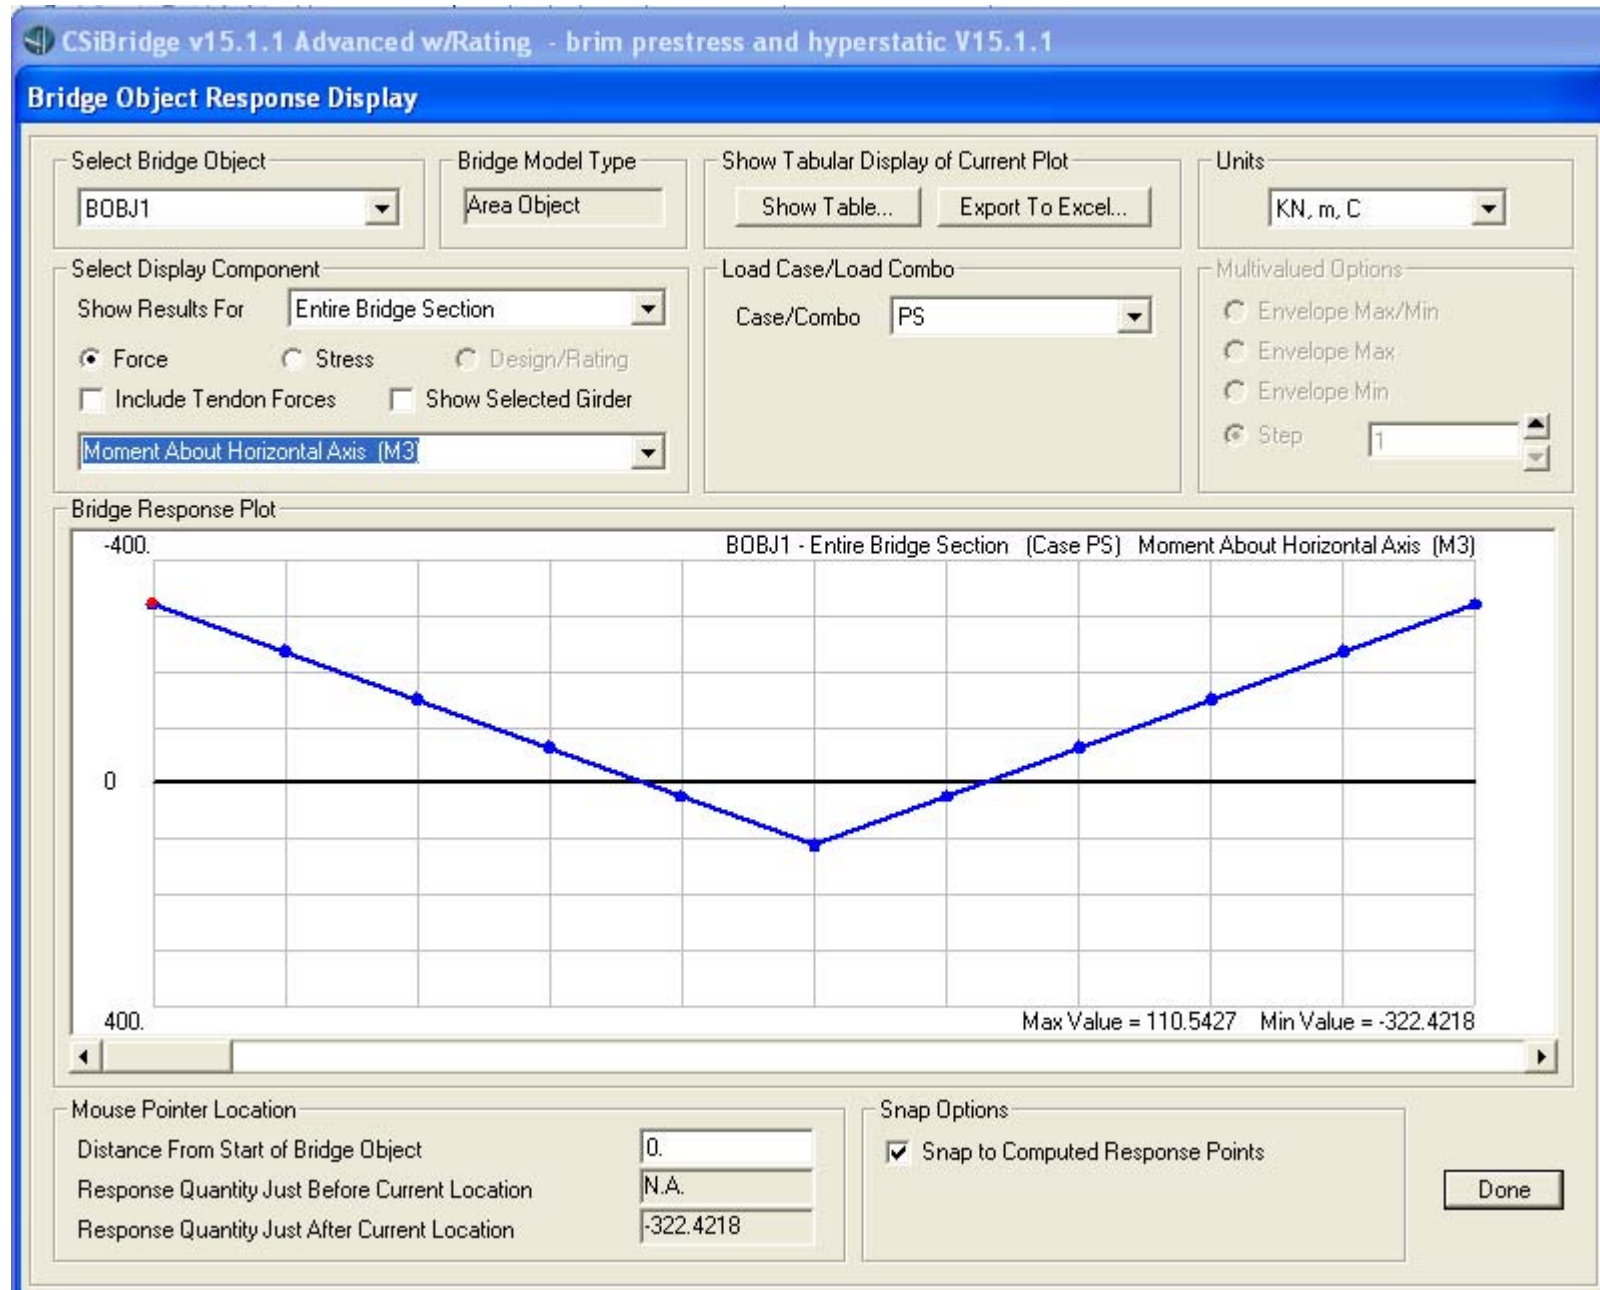 CSiBridge v15.1.1 Advanced w/Rating - brim prestress and hyperstatic V15.1.1
Bridge Object Response Display
Select Bridge Object
BOBJ1
Bridge Model Type
Area Object
Show Tabular Display of Current Plot
Show Table...
Export To Excel...
Units
KN, m, C
Select Display Component
Show Results For
Entire Bridge Section
Force
Stress
Design/Rating
Include Tendon Forces
Show Selected Girder
Moment About Horizontal Axis (M3)
Load Case/Load Combo
Case/Combo
PS
Multivalued Options
Envelope Max/Min
Envelope Max
Envelope Min
Step
1
Bridge Response Plot
-400.
BOBJ1 - Entire Bridge Section (Case PS) Moment About Horizontal Axis (M3)
0
400.
Max Value = 110.5427 Min Value = -322.4218
Mouse Pointer Location
Distance From Start of Bridge Object
0.
Response Quantity Just Before Current Location
N.A.
Response Quantity Just After Current Location
-322.4218
Snap Options
Snap to Computed Response Points
Done